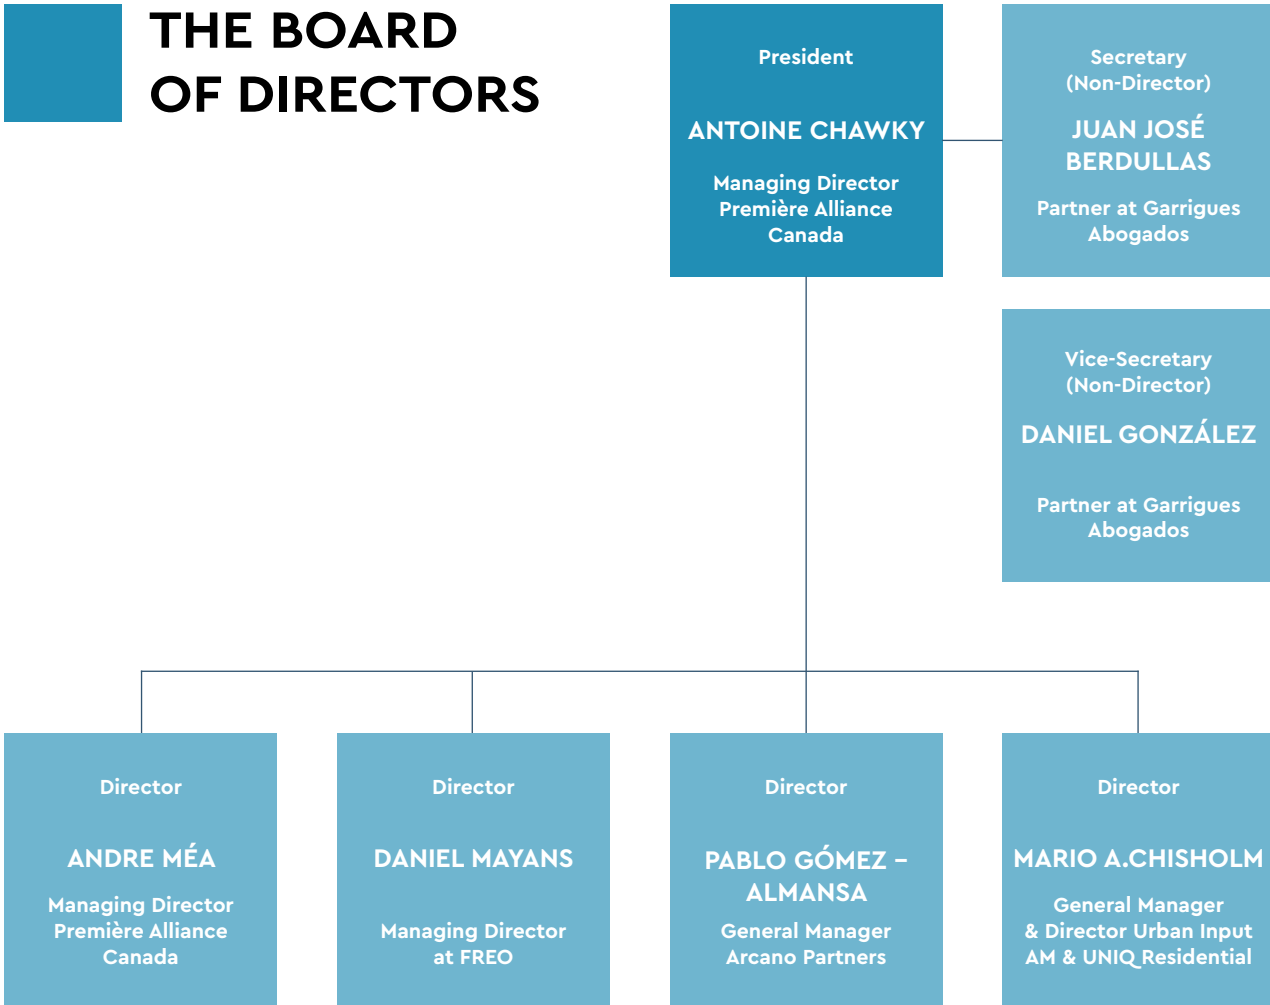 THE BOARD
OF DIRECTORS
President
ANTOINE CHAWKY
Managing Director
Première Alliance
Canada
Secretary
(Non-Director)
JUAN JOSÉ
BERDULLAS
Partner at Garrigues
Abogados
Vice-Secretary
(Non-Director)
DANIEL GONZÁLEZ
Partner at Garrigues
Abogados
Director
ANDRE MÉA
Managing Director
Première Alliance
Canada
Director
DANIEL MAYANS
Managing Director
at FREO
Director
PABLO GÓMEZ –
ALMANSA
General Manager
Arcano Partners
Director
MARIO A.CHISHOLM
General Manager
& Director Urban Input
AM & UNIQ Residential